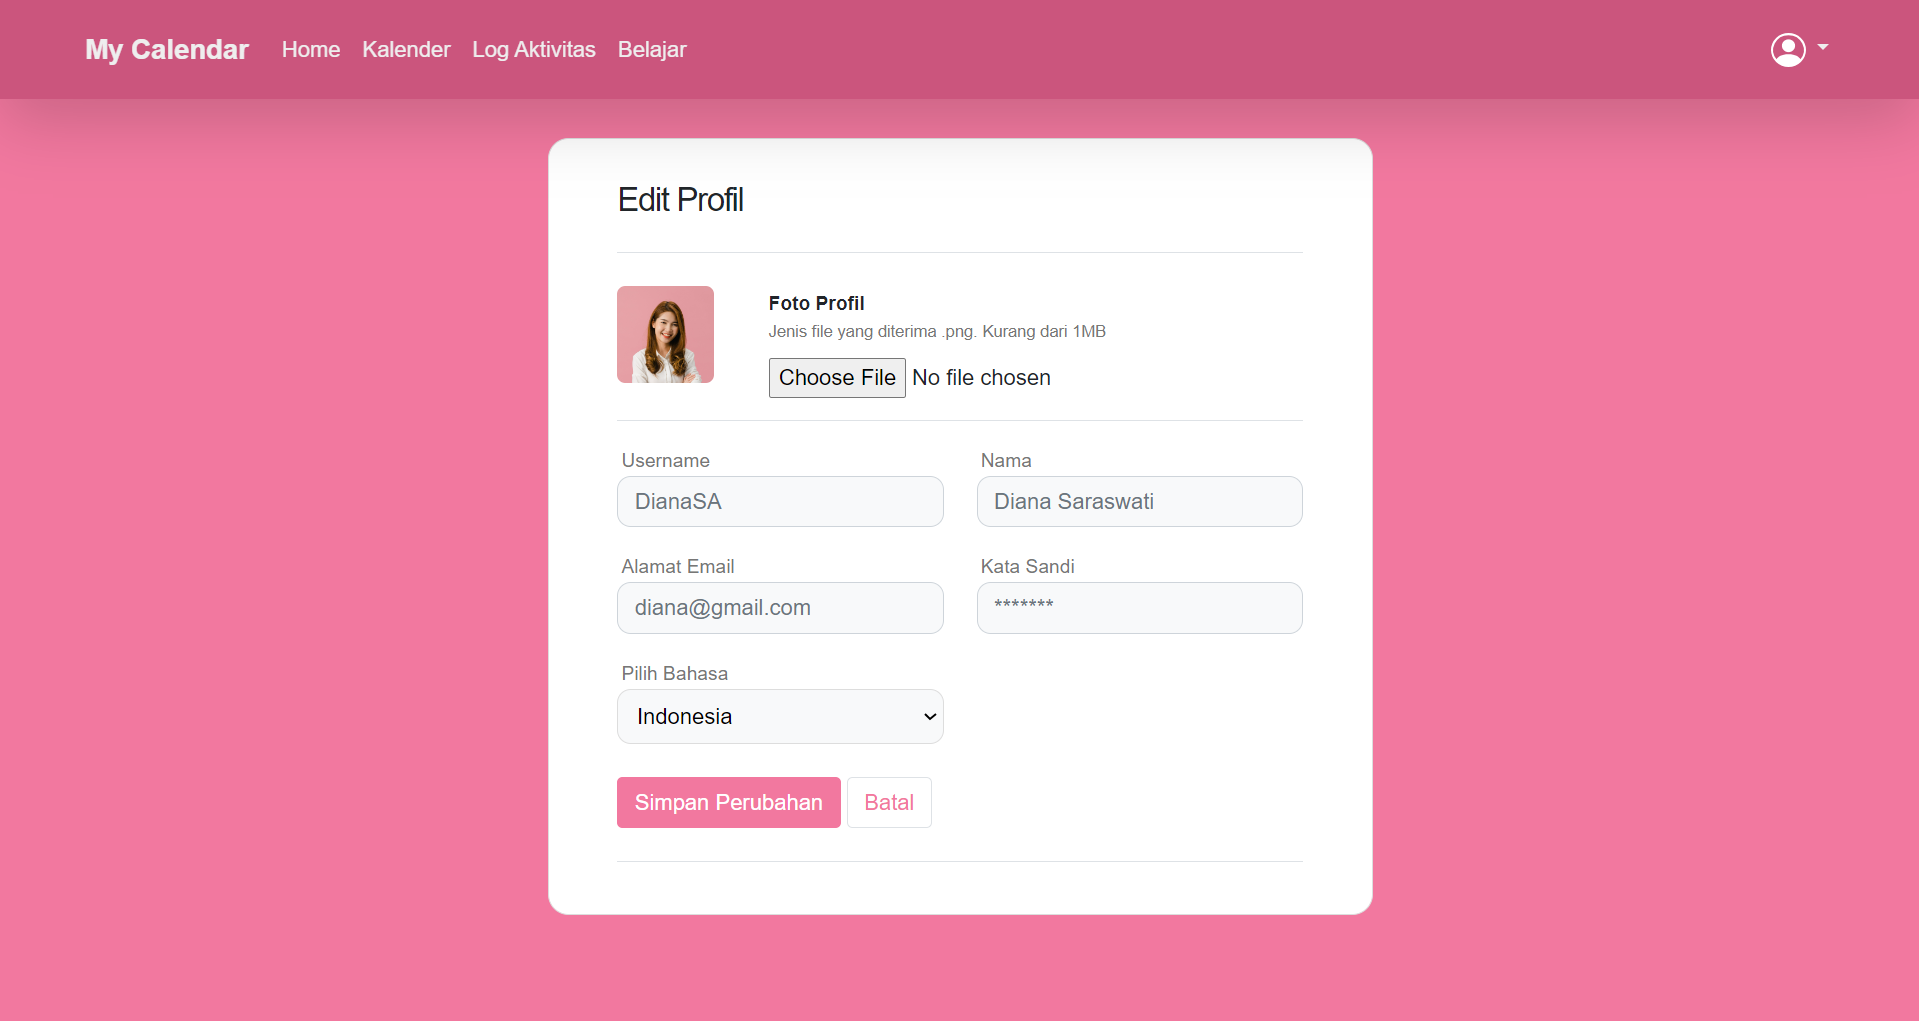 My Calendar Home Kalender Log Aktivitas Belajar
Edit Profil
Foto Profil
Jenis file yang diterima .png. Kurang dari 1MB
Choose File No file chosen
Username Nama
DianaSA Diana Saraswati
Alamat Email Kata Sandi
diana@gmail.com *******
Pilih Bahasa
Indonesia
Simpan Perubahan Batal